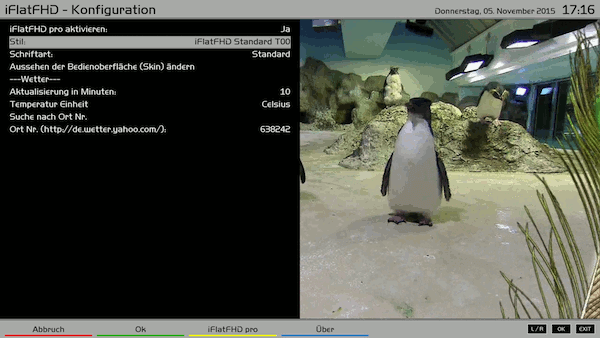 iFlatFHD - Konfiguration
Donnerstag, 05. November 2015 17:16
iFlatFHD pro aktivieren: Ja
Stil: iFlatFHD Standard T00
Schriftart: Standard
Aussehen der Bedienoberfläche (Skin) ändern
---Wetter---
Aktualisierung in Minuten: 10
Temperatur Einheit Celsius
Suche nach Ort Nr.
Ort Nr. (http://de.wetter.yahoo.com/): 638242
Abbruch Ok iFlatFHD pro Über L/R OK EXIT